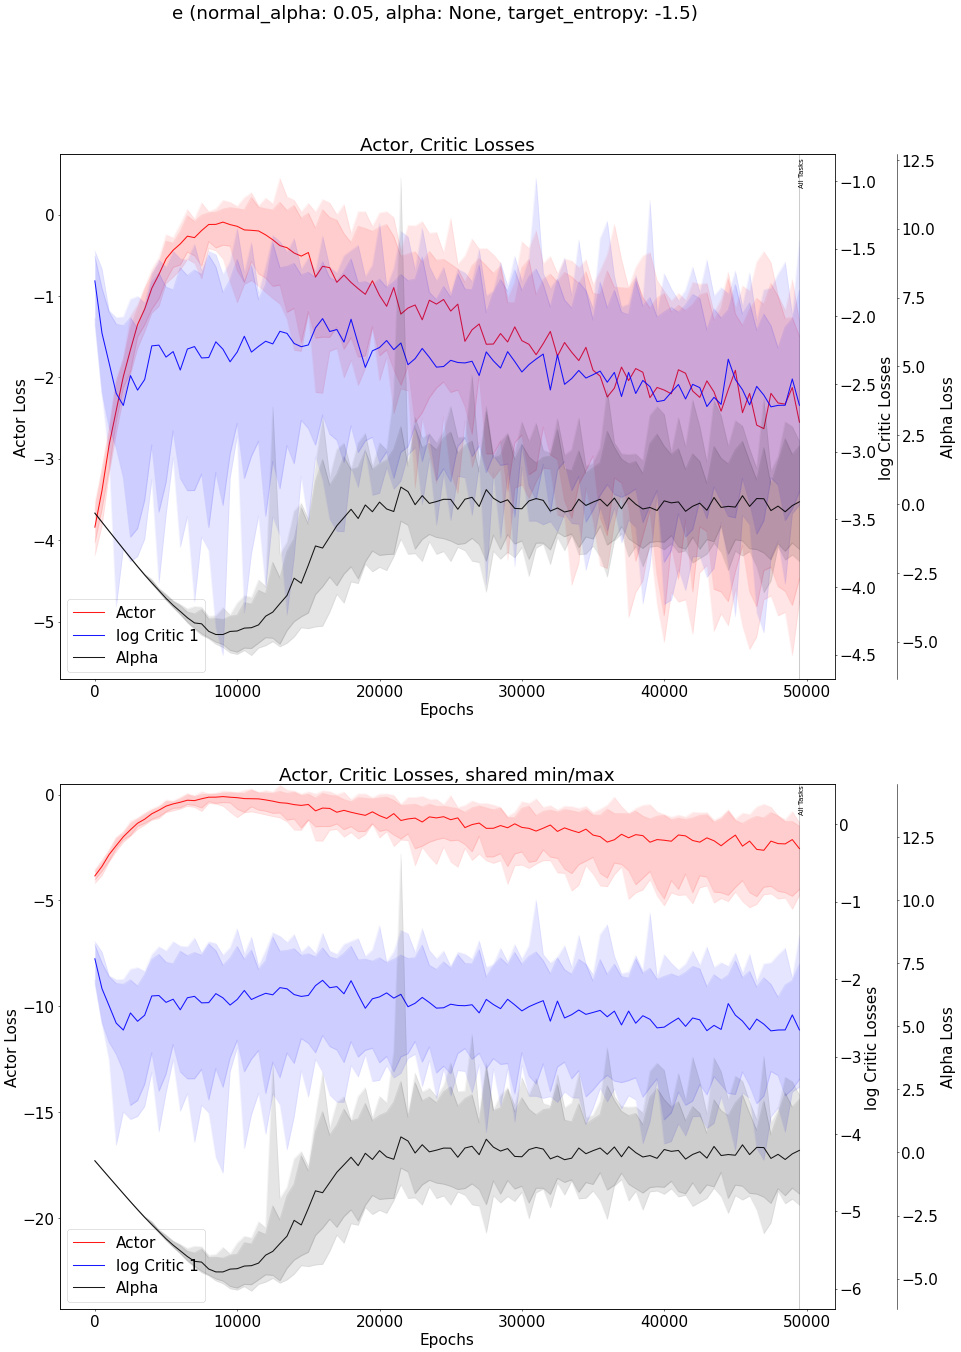 e (normal_alpha: 0.05, alpha: None, target_entropy: -1.5)
Actor, Critic Losses
All Tasks
0
−1
−2
−3
−4
−5
Actor Loss
−1.0
−1.5
−2.0
−2.5
−3.0
−3.5
−4.0
−4.5
log Critic Losses
12.5
10.0
7.5
5.0
2.5
0.0
−2.5
−5.0
Alpha Loss
Actor
log Critic 1
Alpha
0 10000 20000 30000 40000 50000
Epochs
Actor, Critic Losses, shared min/max
All Tasks
0
−5
−10
−15
−20
Actor Loss
0
−1
−2
−3
−4
−5
−6
log Critic Losses
12.5
10.0
7.5
5.0
2.5
0.0
−2.5
−5.0
Alpha Loss
Actor
log Critic 1
Alpha
0 10000 20000 30000 40000 50000
Epochs